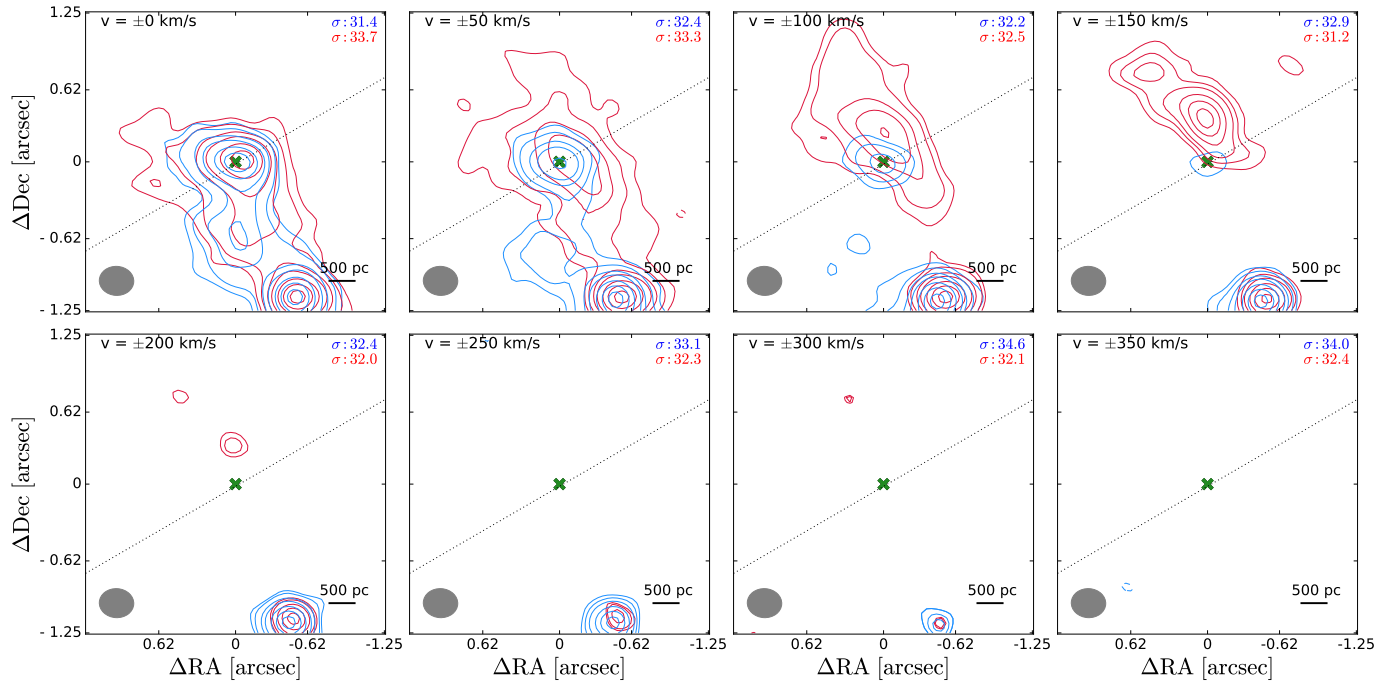 v = ±0 km/s
σ : 31.4
σ : 33.7
500 pc
v = ±50 km/s
σ : 32.4
σ : 33.3
500 pc
v = ±100 km/s
σ : 32.2
σ : 32.5
500 pc
v = ±150 km/s
σ : 32.9
σ : 31.2
500 pc
1.25
0.62
0
- 0.62
- 1.25
ΔDec [arcsec]
v = ±200 km/s
σ : 32.4
σ : 32.0
500 pc
v = ±250 km/s
σ : 33.1
σ : 32.3
500 pc
v = ±300 km/s
σ : 34.6
σ : 32.1
500 pc
v = ±350 km/s
σ : 34.0
σ : 32.4
500 pc
1.25
0.62
0
- 0.62
-1.25
ΔDec [arcsec]
0.62 0 -0.62 -1.25
0.62 0 -0.62 -1.25
0.62 0 -0.62 -1.25
0.62 0 -0.62 -1.25
ΔRA [arcsec]
ΔRA [arcsec]
ΔRA [arcsec]
ΔRA [arcsec]